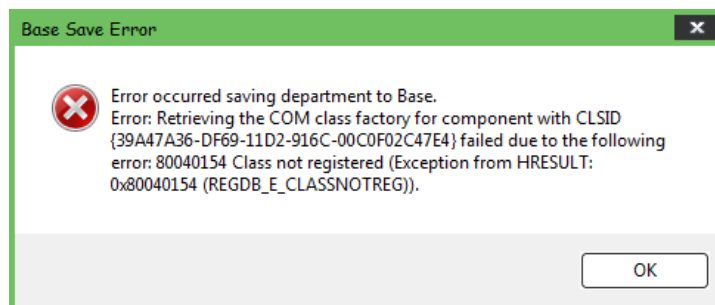 Base Save Error
Error occurred saving department to Base.
Error: Retrieving the COM class factory for component with CLSID
{39A47A36-DF69-11D2-916C-00C0F02C47E4} failed due to the following
error: 80040154 Class not registered (Exception from HRESULT:
0x80040154 (REGDB_E_CLASSNOTREG)).
OK